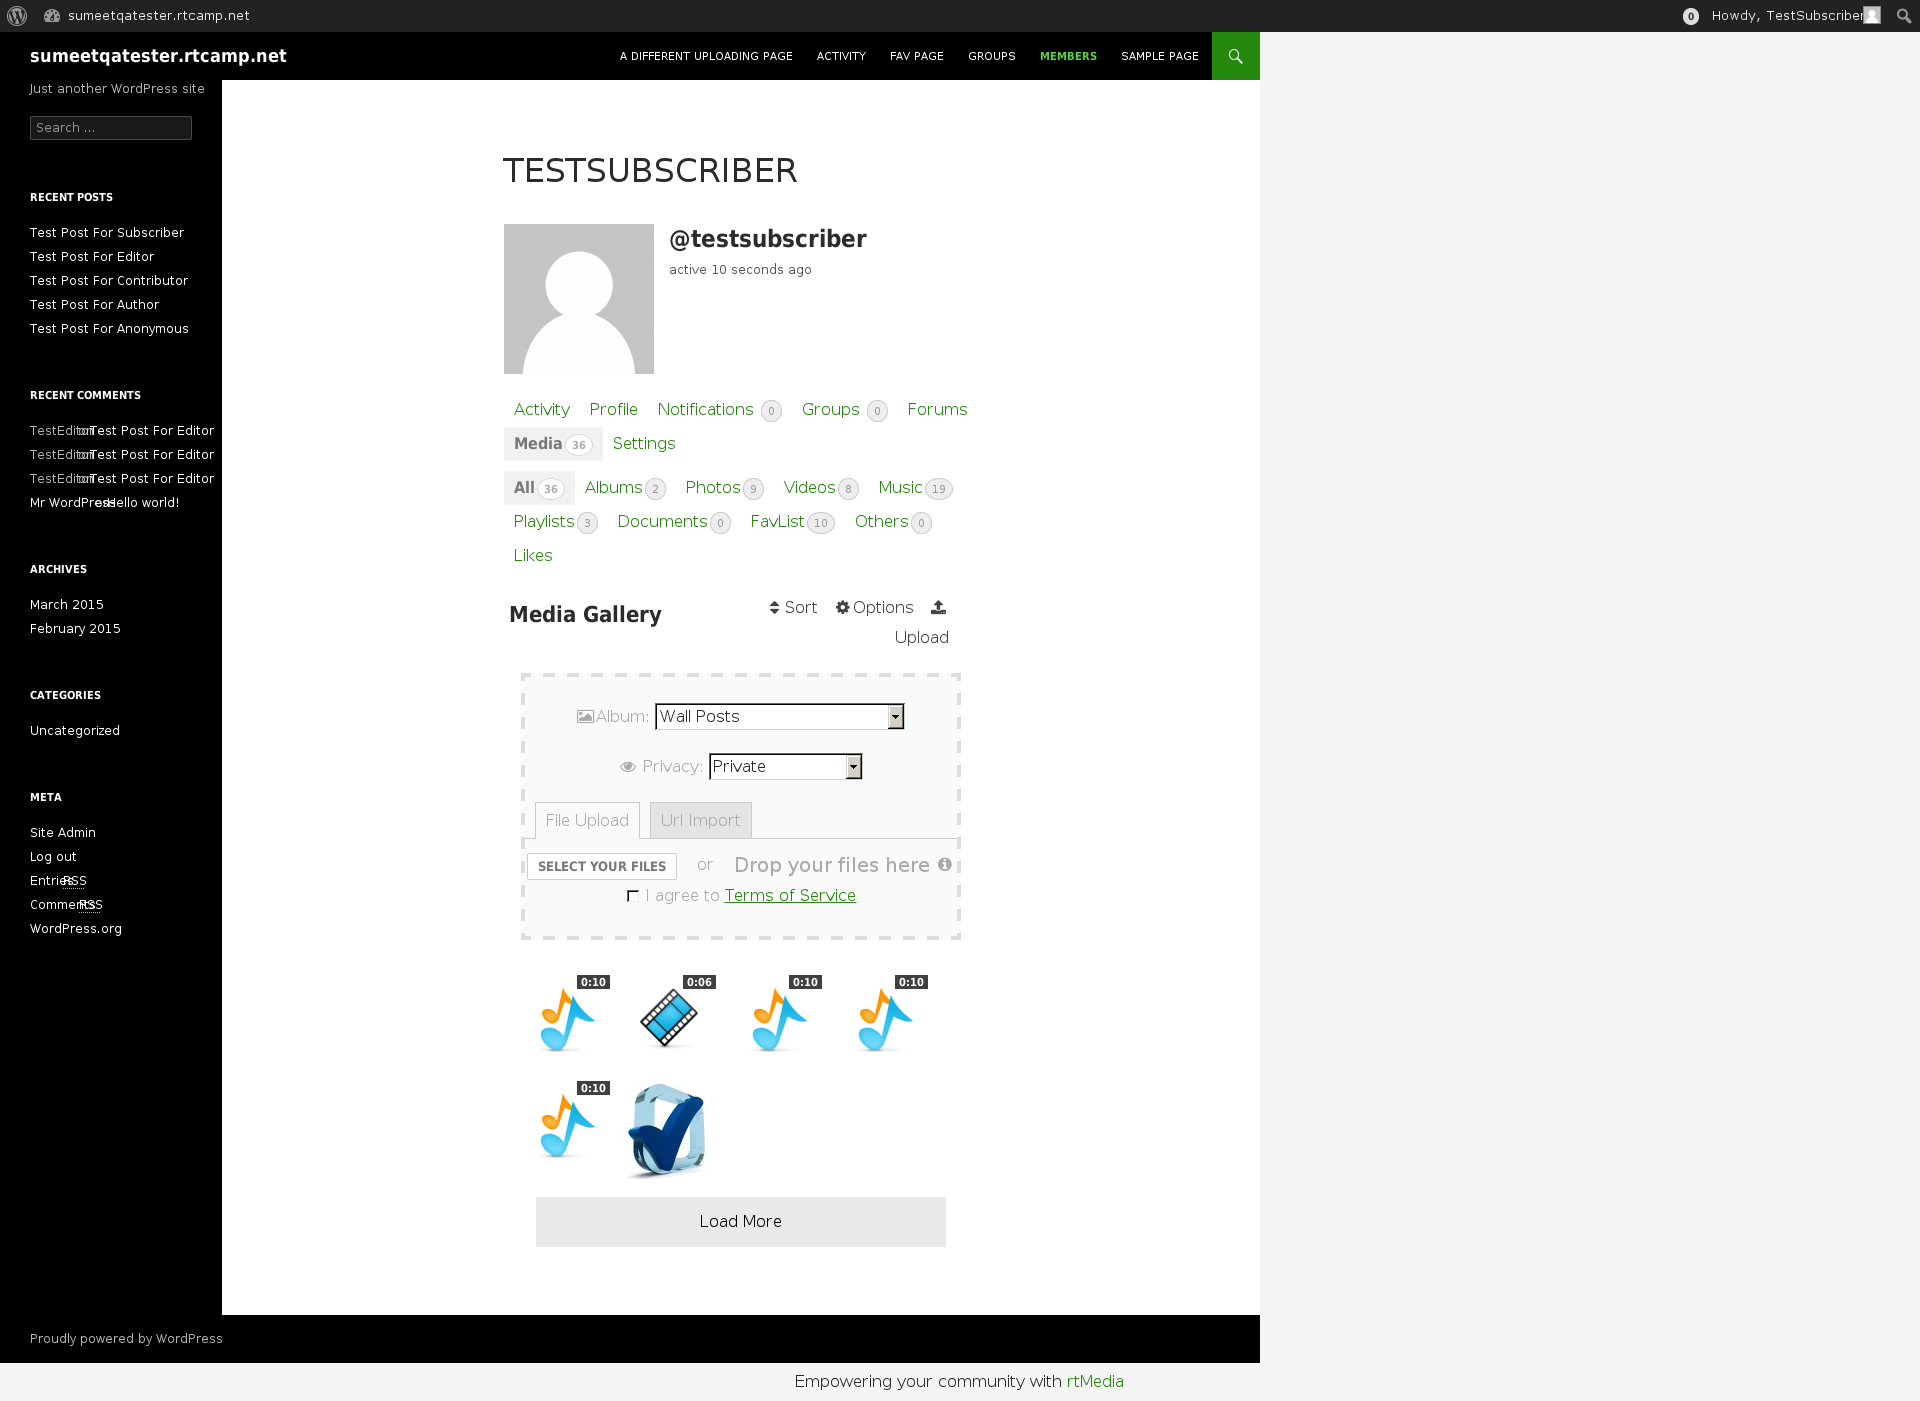 sumeetqatester.rtcamp.net
0
Howdy, TestSubscriber
sumeetqatester.rtcamp.net
A DIFFERENT UPLOADING PAGE
ACTIVITY
FAV PAGE
GROUPS
MEMBERS
SAMPLE PAGE
Just another WordPress site
Search ...
RECENT POSTS
Test Post For Subscriber
Test Post For Editor
Test Post For Contributor
Test Post For Author
Test Post For Anonymous
RECENT COMMENTS
TestEditor on Test Post For Editor
TestEditor on Test Post For Editor
TestEditor on Test Post For Editor
Mr WordPress on Hello world!
ARCHIVES
March 2015
February 2015
CATEGORIES
Uncategorized
META
Site Admin
Log out
Entries RSS
Comments RSS
WordPress.org
TESTSUBSCRIBER
@testsubscriber
active 10 seconds ago
Activity Profile Notifications 0 Groups 0 Forums
Media 36 Settings
All 36 Albums 2 Photos 9 Videos 8 Music 19
Playlists 3 Documents 0 FavList 10 Others 0
Likes
Media Gallery
Sort Options
Upload
Album: Wall Posts
Privacy: Private
File Upload Url Import
SELECT YOUR FILES or Drop your files here
I agree to Terms of Service
0:10 0:06 0:10 0:10
0:10
Load More
Proudly powered by WordPress
Empowering your community with rtMedia